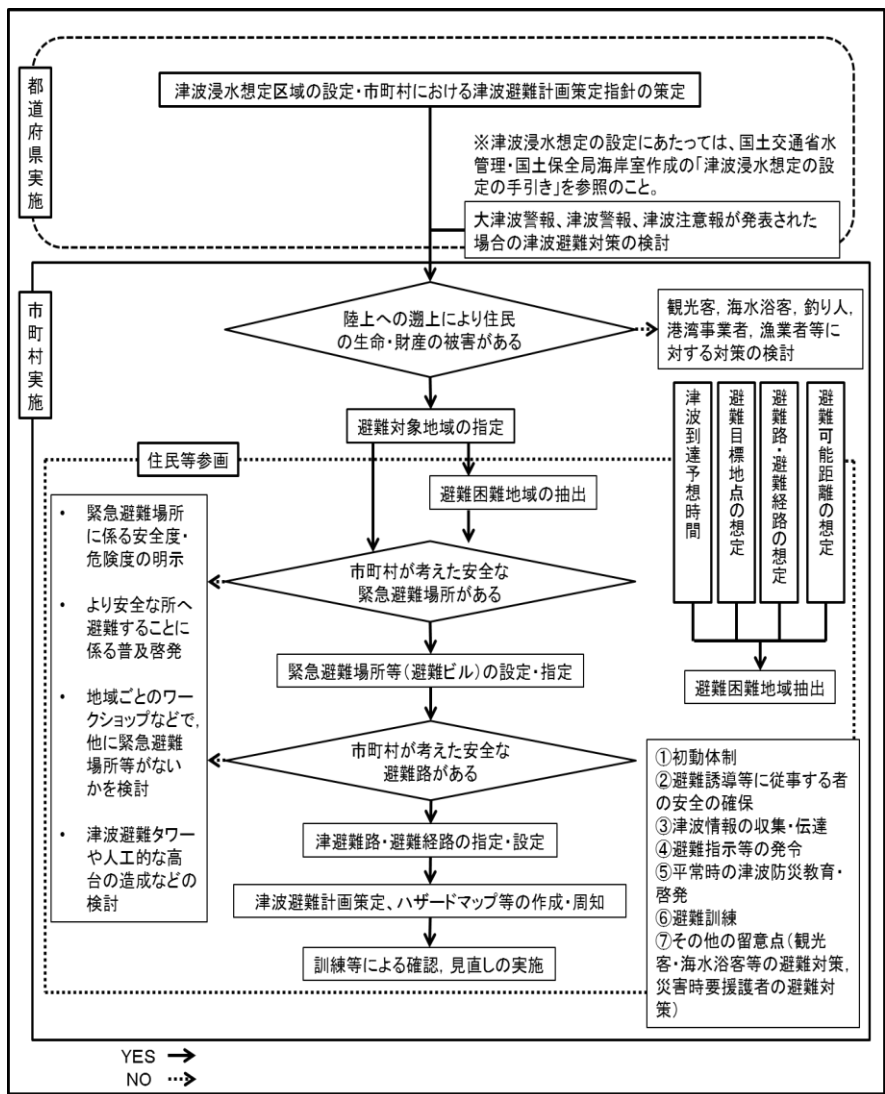 都道府県実施
津波浸水想定区域の設定・市町村における津波避難計画策定指針の策定
※津波浸水想定の設定にあたっては、国土交通省水
管理・国土保全局海岸室作成の「津波浸水想定の設
定の手引き」を参照のこと。
大津波警報、津波警報、津波注意報が発表された
場合の津波避難対策の検討
市町村実施
陸上への遡上により住民
の生命・財産の被害がある
観光客, 海水浴客, 釣り人,
港湾事業者, 漁業者等に
対する対策の検討
避難対象地域の指定
住民等参画
避難困難地域の抽出
津波到達予想時間
避難目標地点の想定
避難路・避難経路の想定
避難可能距離の想定
避難困難地域抽出
・ 緊急避難場所
に係る安全度・
危険度の明示
・ より安全な所へ
避難することに
係る普及啓発
・ 地域ごとのワー
クショップなどで,
他に緊急避難
場所等がない
かを検討
・ 津波避難タワー
や人工的な高
台の造成などの
検討
市町村が考えた安全な
緊急避難場所がある
緊急避難場所等(避難ビル)の設定・指定
市町村が考えた安全な
避難路がある
津避難路・避難経路の指定・設定
津波避難計画策定、ハザードマップ等の作成・周知
訓練等による確認, 見直しの実施
①初動体制
②避難誘導等に従事する者
の安全の確保
③津波情報の収集・伝達
④避難指示等の発令
⑤平常時の津波防災教育・
啓発
⑥避難訓練
⑦その他の留意点(観光
客・海水浴客等の避難対策,
災害時要援護者の避難対
策)
YES
NO